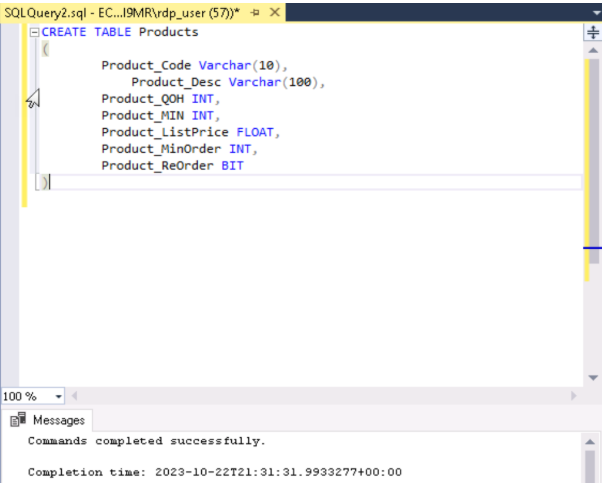 SQLQuery2.sql - EC...I9MR\rdp_user (57))*
CREATE TABLE Products
(
Product_Code Varchar(10),
Product_Desc Varchar(100),
Product_QOH INT,
Product_MIN INT,
Product_ListPrice FLOAT,
Product_MinOrder INT,
Product_ReOrder BIT
)
100 %
Messages
Commands completed successfully.
Completion time: 2023-10-22T21:31:31.9933277+00:00